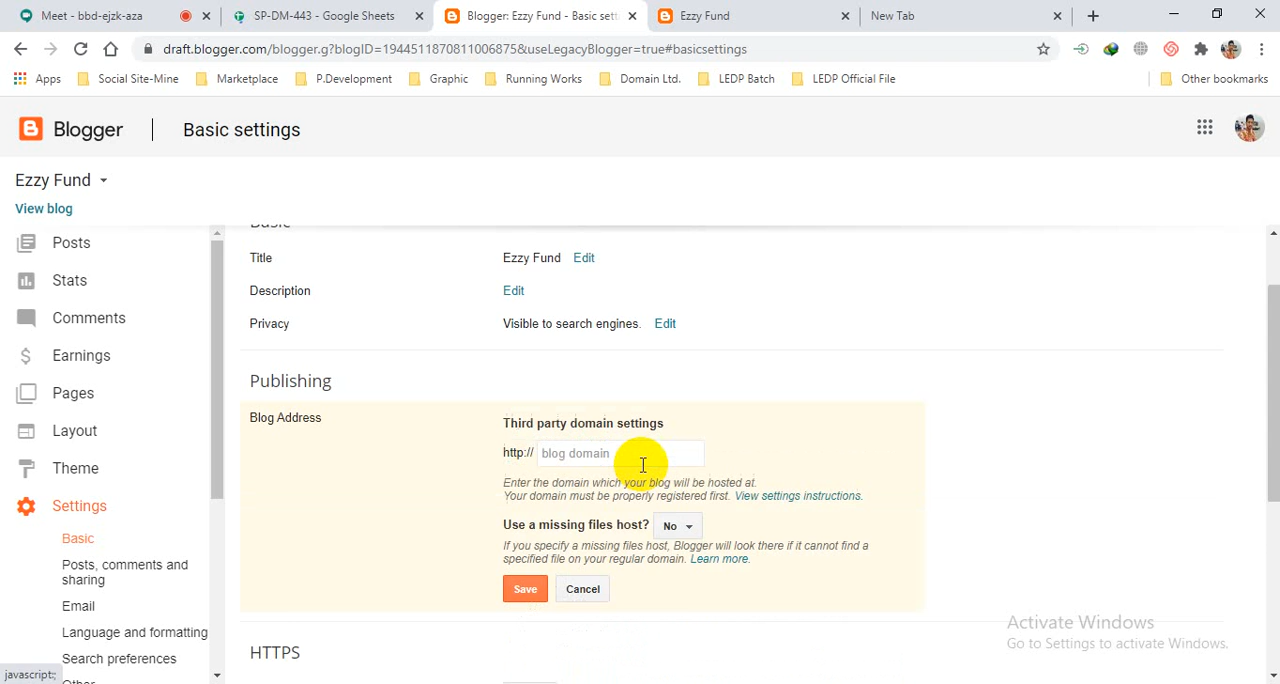 Meet - bbd-ejzk-aza
SP-DM-443 - Google Sheets
Blogger: Ezzy Fund - Basic sett
Ezzy Fund
New Tab
draft.blogger.com/blogger.g?blogID=1944511870811006875&useLegacyBlogger=true#basicsettings
Apps
Social Site-Mine
Marketplace
P.Development
Graphic
Running Works
Domain Ltd.
LEDP Batch
LEDP Official File
Other bookmarks
Blogger
Basic settings
Ezzy Fund
View blog
Posts
Stats
Comments
Earnings
Pages
Layout
Theme
Settings
Basic
Posts, comments and
sharing
Email
Language and formatting
Search preferences
javascript:;
Title
Ezzy Fund Edit
Description
Edit
Privacy
Visible to search engines. Edit
Publishing
Blog Address
Third party domain settings
http:// blog domain
Enter the domain which your blog will be hosted at.
Your domain must be properly registered first. View settings instructions.
Use a missing files host? No
If you specify a missing files host, Blogger will look there if it cannot find a
specified file on your regular domain. Learn more.
Save
Cancel
HTTPS
Activate Windows
Go to Settings to activate Windows.